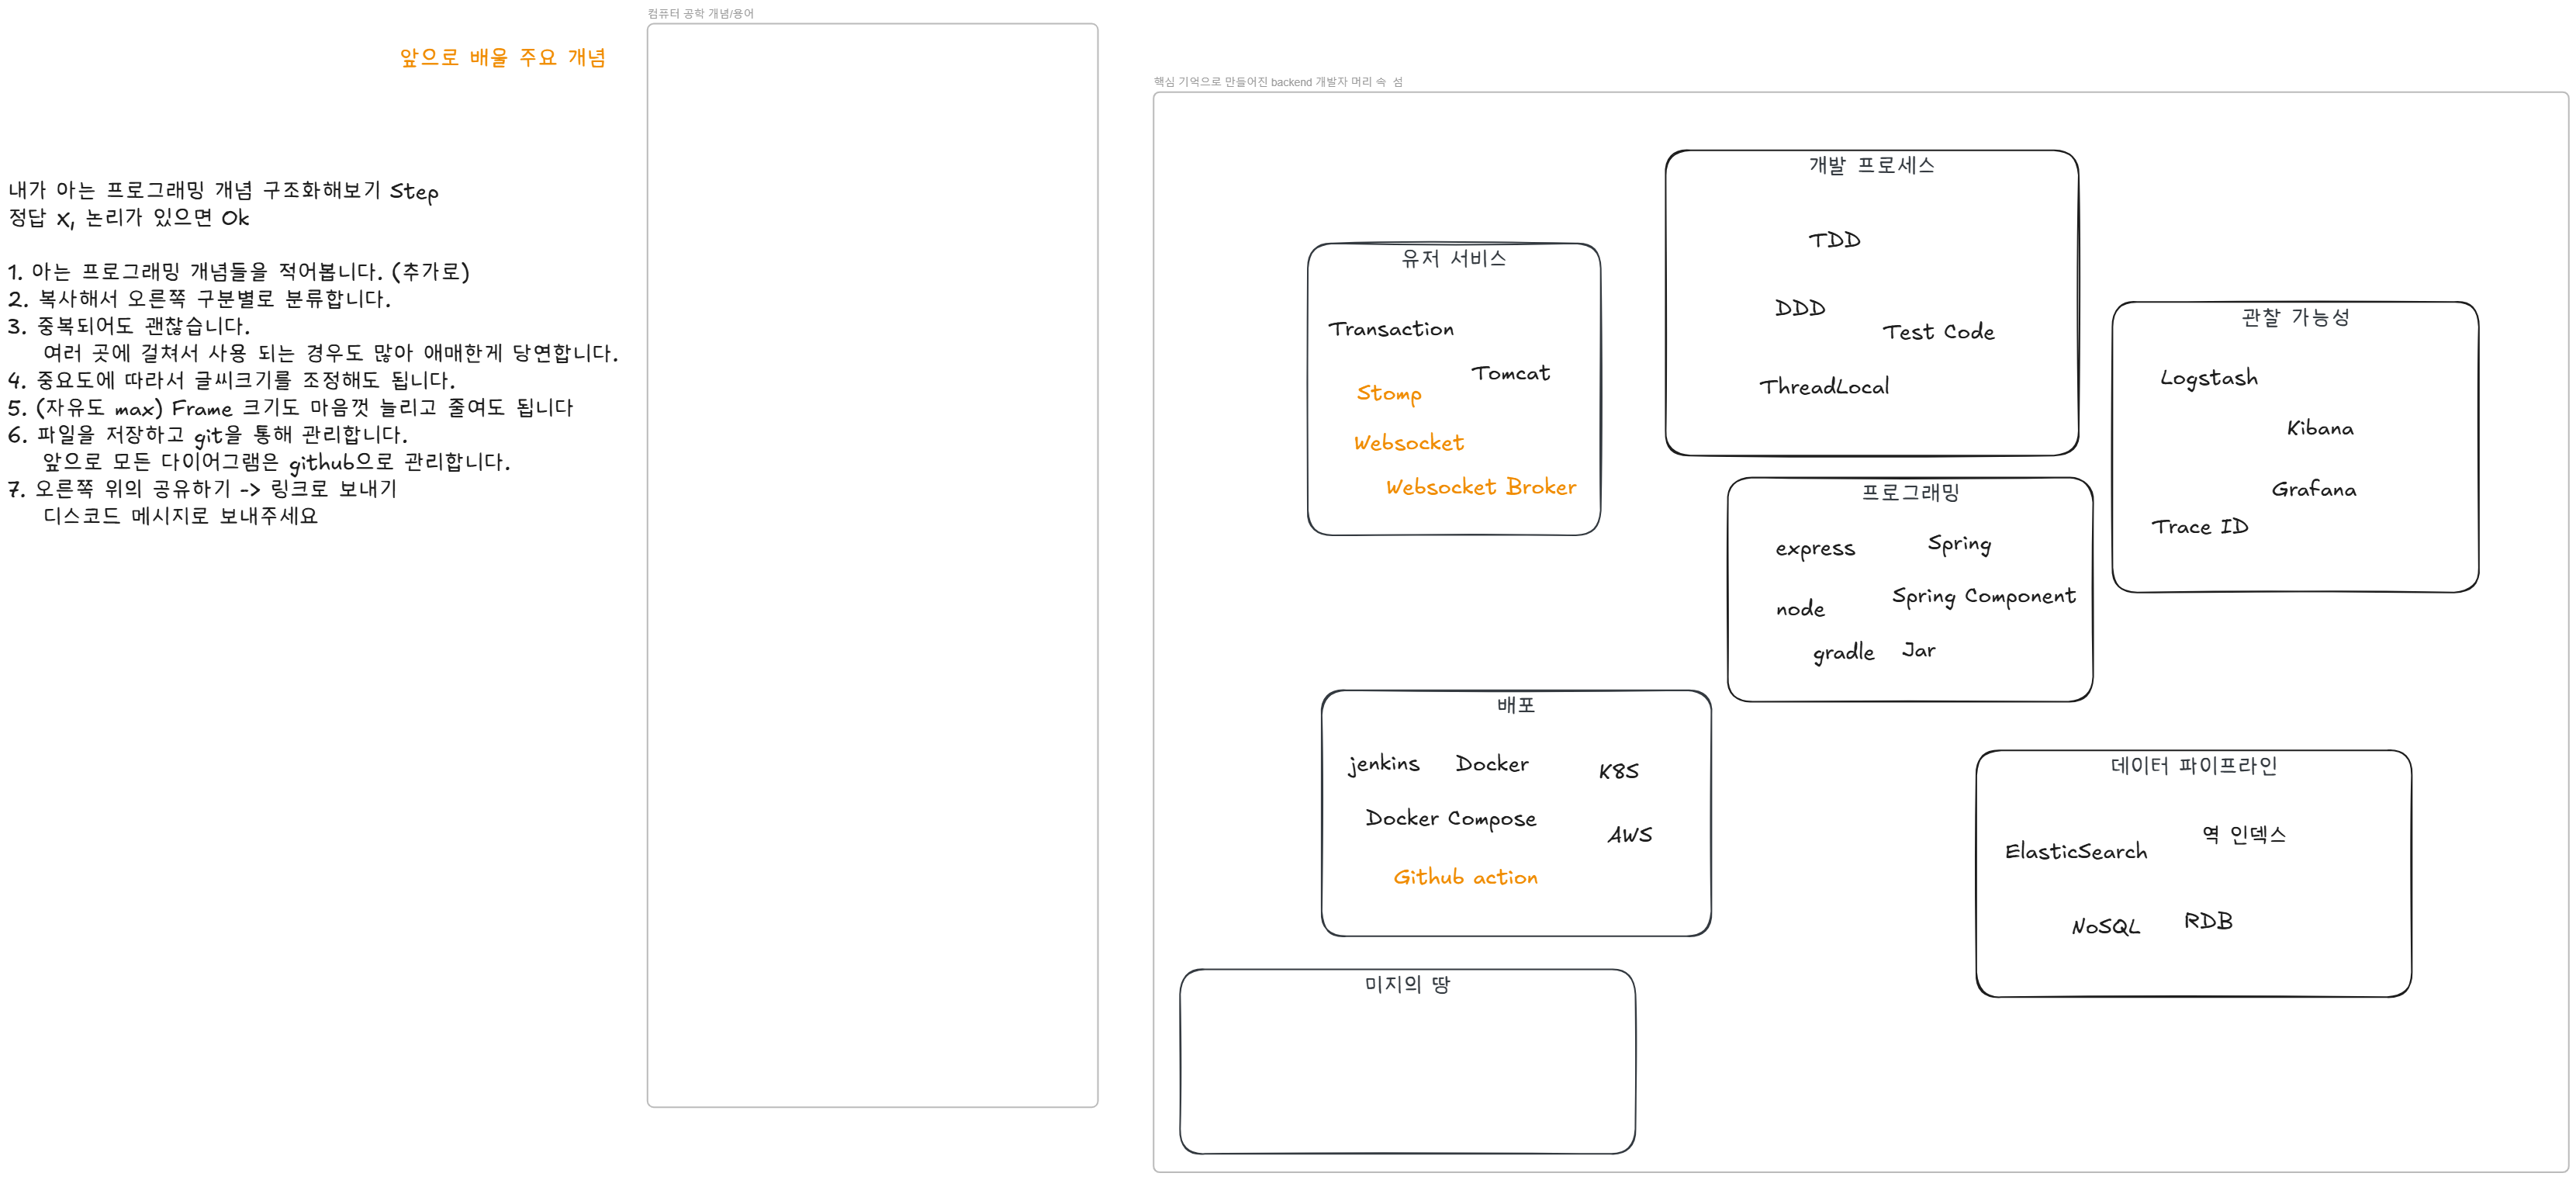 앞으로 배울 주요 개념
내가 아는 프로그래밍 개념 구조화해보기 Step
정답 X, 논리가 있으면 Ok
1. 아는 프로그래밍 개념들을 적어봅니다. (추가로)
2. 복사해서 오른쪽 구분별로 분류합니다.
3. 중복되어도 괜찮습니다.
여러 곳에 걸쳐서 사용 되는 경우도 많아 애매한게 당연합니다.
4. 중요도에 따라서 글씨크기를 조정해도 됩니다.
5. (자유도 max) Frame 크기도 마음껏 늘리고 줄여도 됩니다
6. 파일을 저장하고 git을 통해 관리합니다.
앞으로 모든 다이어그램은 github으로 관리합니다.
7. 오른쪽 위의 공유하기 -> 링크로 보내기
디스코드 메시지로 보내주세요
컴퓨터 공학 개념/용어
핵심 기억으로 만들어진 backend 개발자 머리 속 섬
유저 서비스
Transaction
Tomcat
Stomp
Websocket
Websocket Broker
개발 프로세스
TDD
DDD
Test Code
ThreadLocal
관찰 가능성
Logstash
Kibana
Grafana
Trace ID
프로그래밍
express
Spring
Spring Component
node
gradle
Jar
배포
jenkins
Docker
K8S
Docker Compose
AWS
Github action
데이터 파이프라인
역 인덱스
ElasticSearch
NoSQL
RDB
미지의 땅